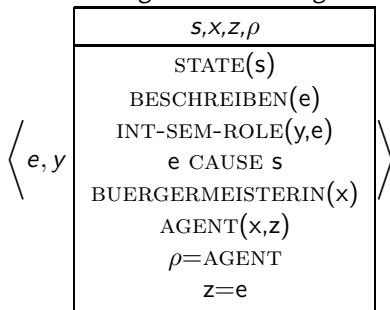 s,x,z,ρ
STATE(s)
BESCHREIBEN(e)
INT-SEM-ROLE(y,e)
⟨ e, y e CAUSE s ⟩
BUERGERMEISTERIN(x)
AGENT(x,z)
ρ=AGENT
z=e